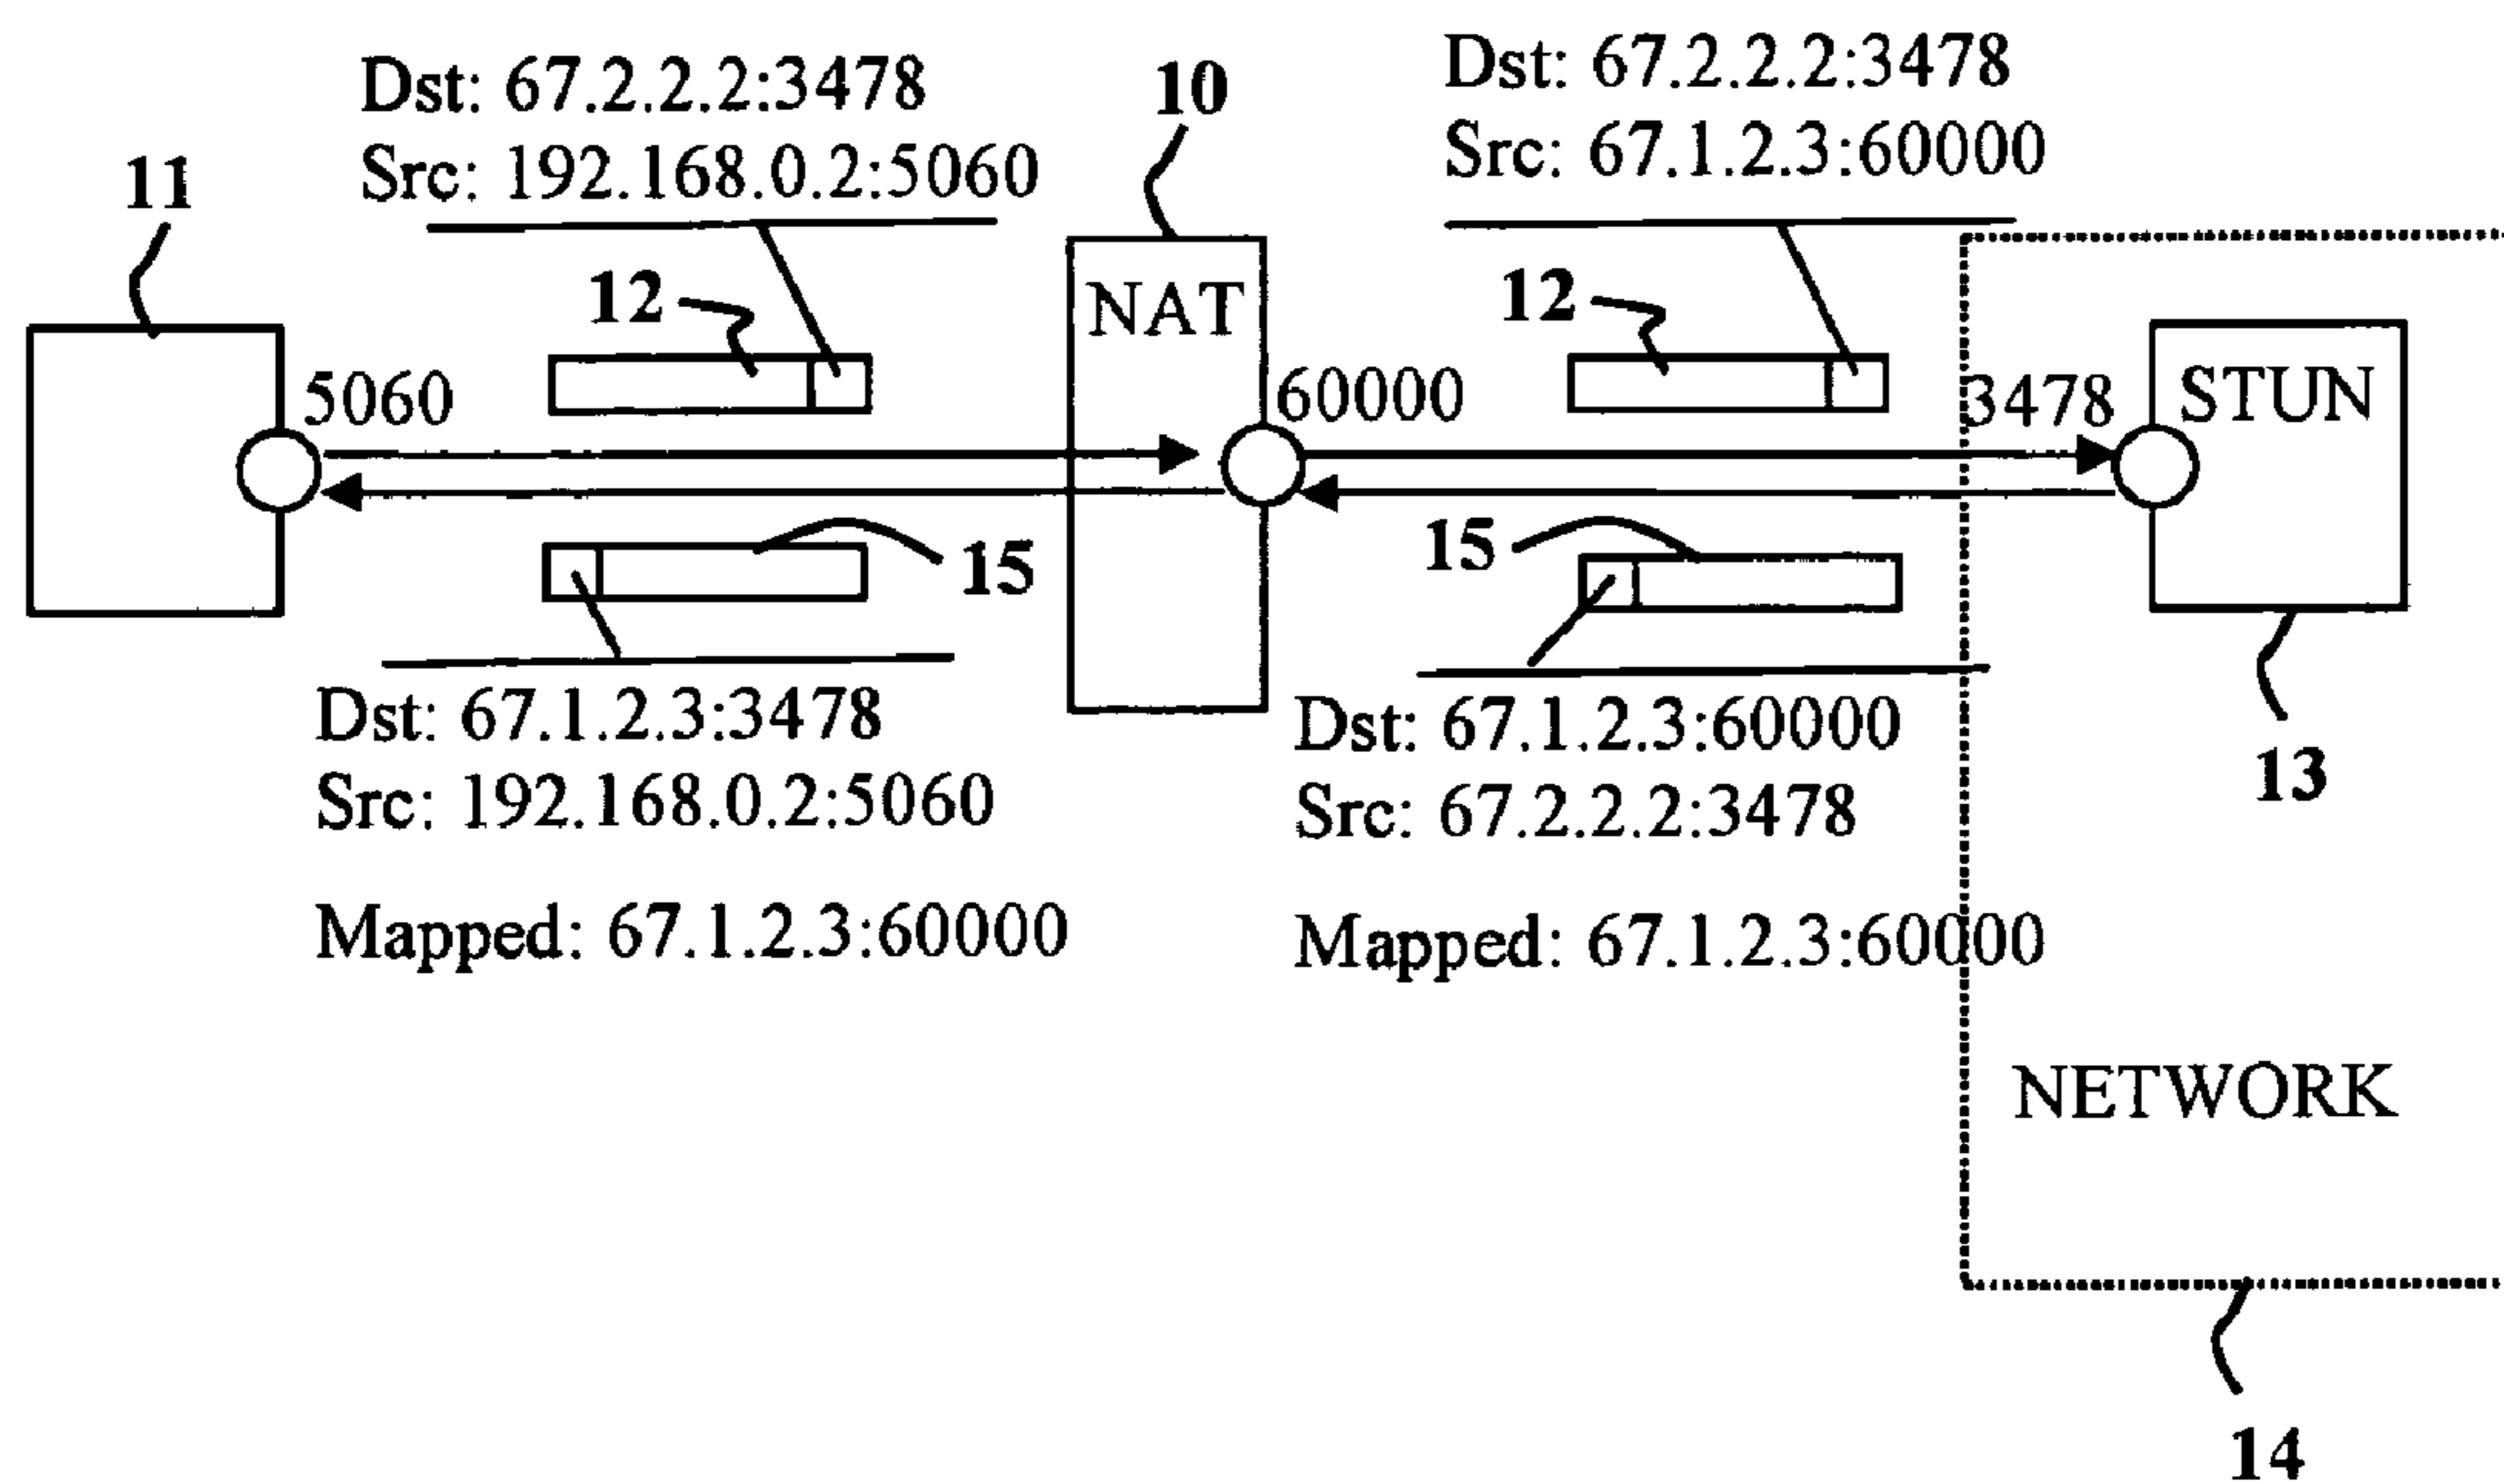 Dst: 67.2.2.2:3478
Src: 192.168.0.2:5060
10
Dst: 67.2.2.2:3478
Src: 67.1.2.3:60000
11
12
NAT
12
5060
60000
3478
STUN
15
15
Dst: 67.1.2.3:3478
Src: 192.168.0.2:5060
Mapped: 67.1.2.3:60000
Dst: 67.1.2.3:60000
Src: 67.2.2.2:3478
Mapped: 67.1.2.3:60000
13
NETWORK
14